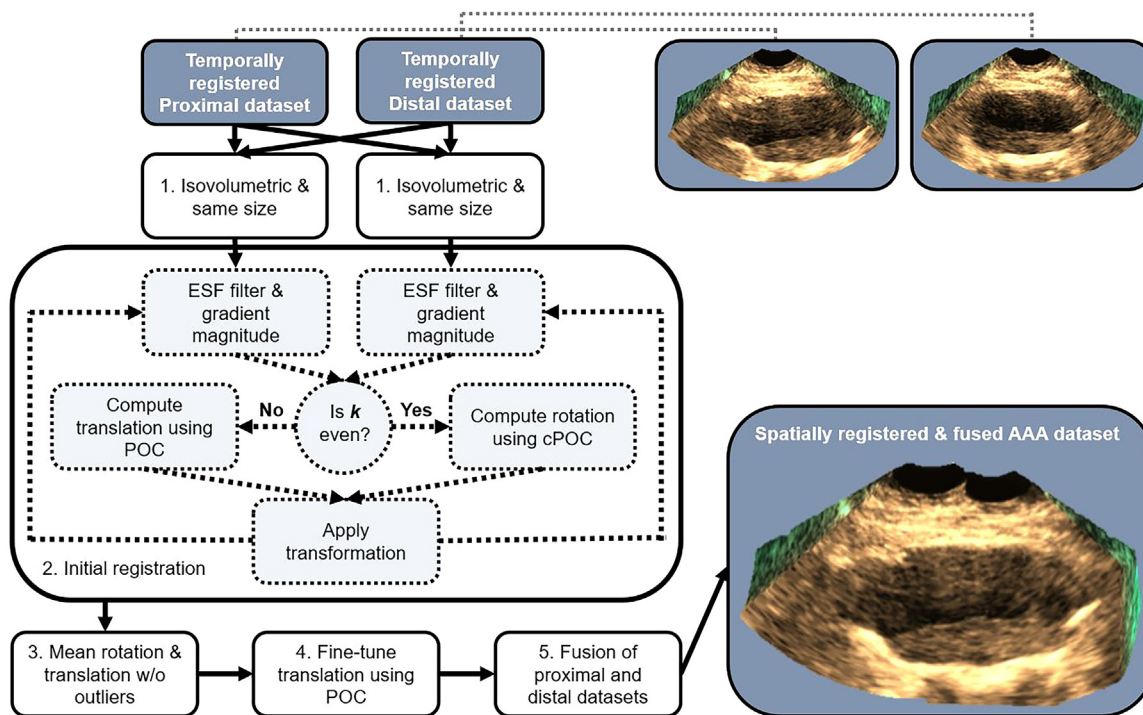 Temporally
registered
Proximal dataset
Temporally
registered
Distal dataset
1. Isovolumetric &
same size
1. Isovolumetric &
same size
ESF filter &
gradient
magnitude
ESF filter &
gradient
magnitude
Compute
translation using
POC
No
Is k
even?
Yes
Compute rotation
using cPOC
Apply
transformation
2. Initial registration
3. Mean rotation &
translation w/o
outliers
4. Fine-tune
translation using
POC
5. Fusion of
proximal and
distal datasets
Spatially registered & fused AAA dataset